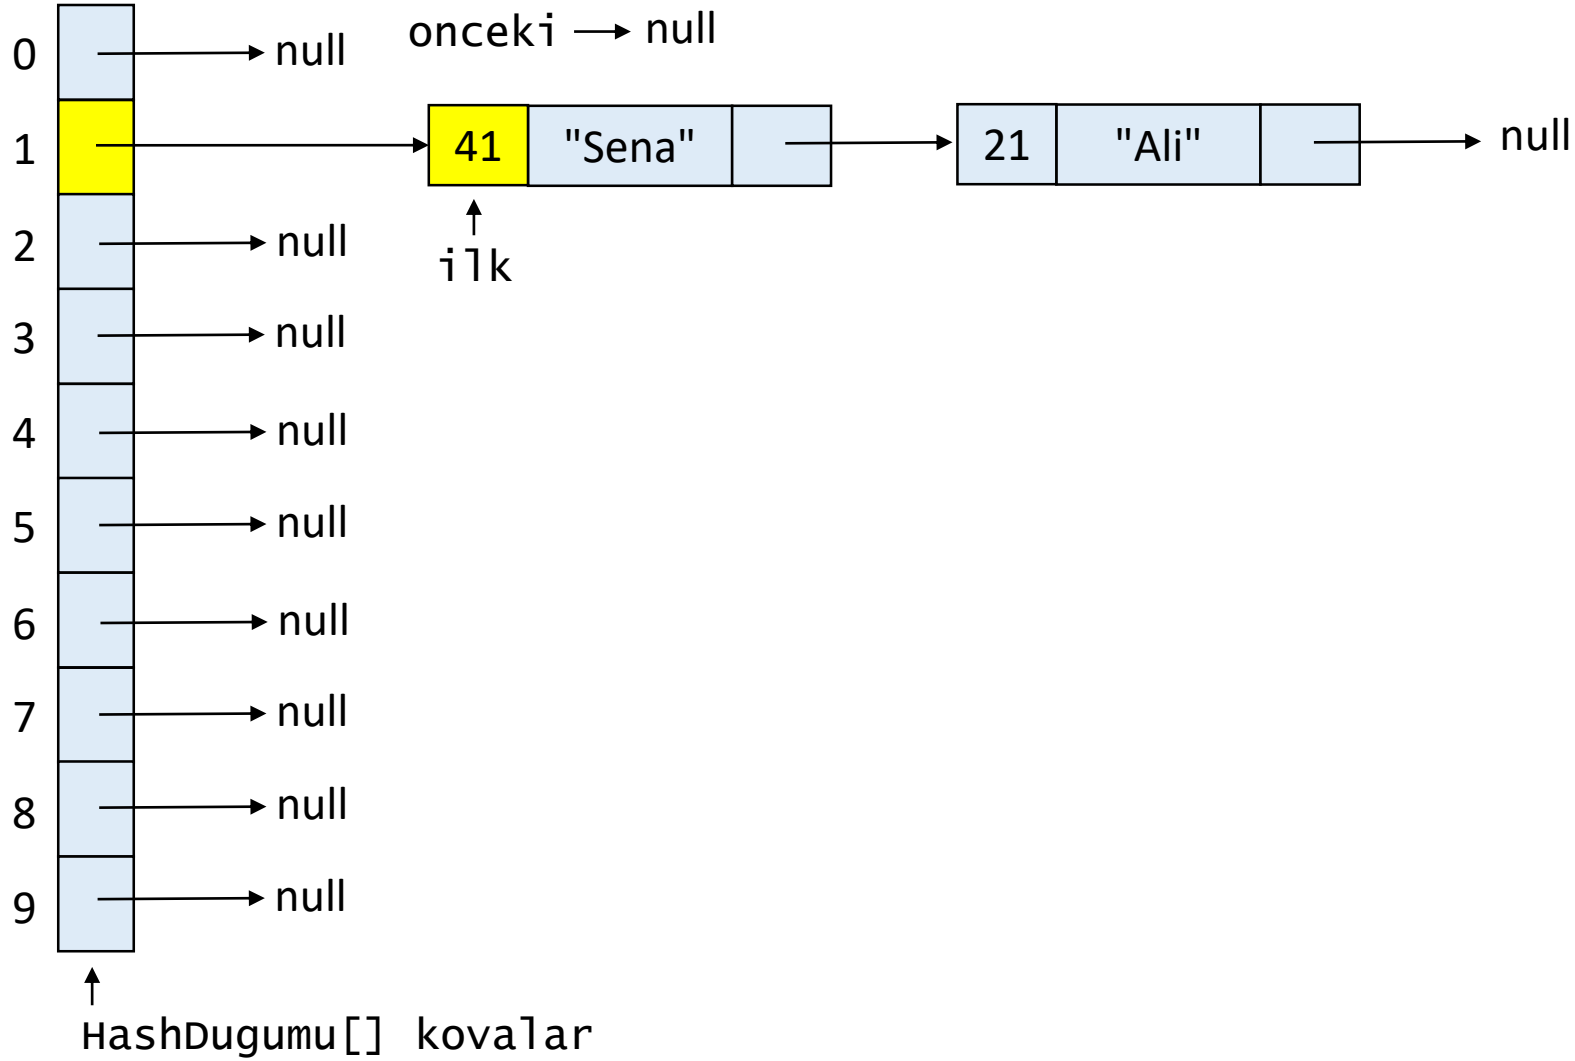 onceki null
0 null
1 41 "Sena" 21 "Ali" null
ilk
2 null
3 null
4 null
5 null
6 null
7 null
8 null
9 null
HashDugumu[] kovalar